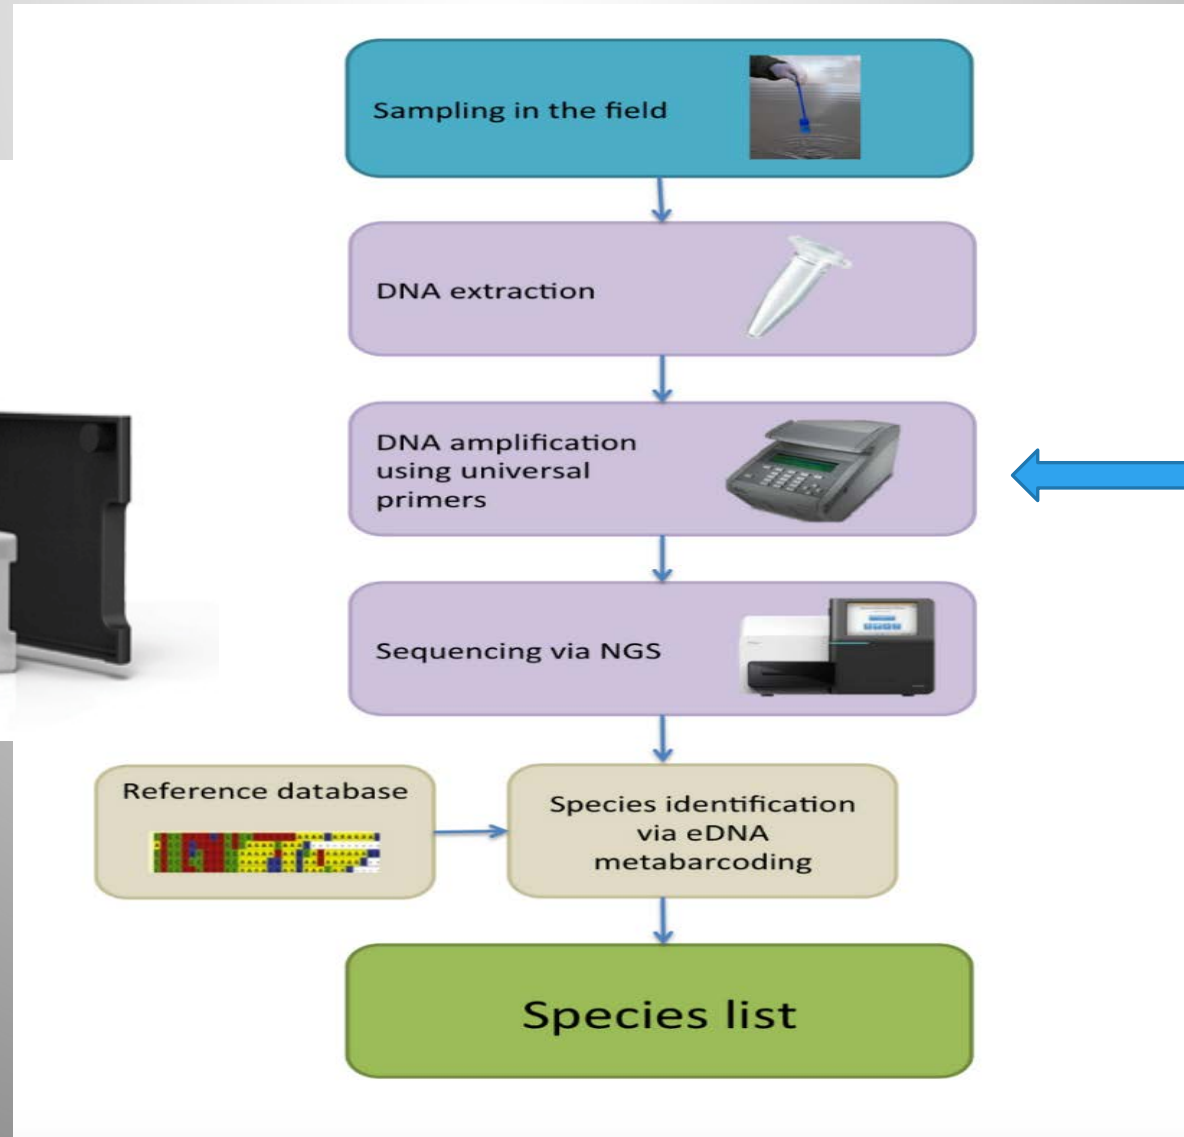 Sampling in the field
DNA extraction
DNA amplification
using universal
primers
Sequencing via NGS
Reference database
Species identification
via eDNA
metabarcoding
Species list